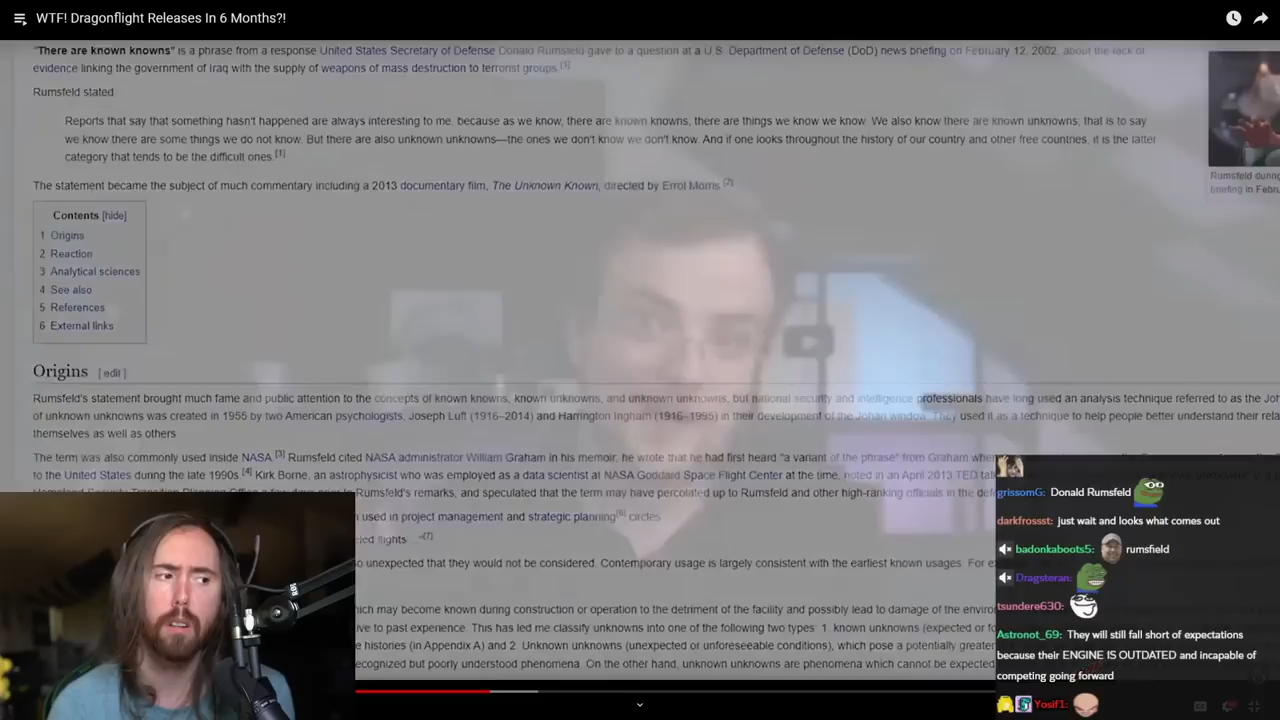 WTF! Dragonflight Releases In 6 Months?!
"There are known knowns" is a phrase from a response United States Secretary of Defense Donald Rumsfeld gave to a question at a U.S. Department of Defense (DoD) news briefing on February 12, 2002, about the lack of
evidence linking the government of Iraq with the supply of weapons of mass destruction to terrorist groups.[1]
Rumsfeld stated
Reports that say that something hasn't happened are always interesting to me, because as we know, there are known knowns, there are things we know we know. We also know there are known unknowns; that is to say
we know there are some things we do not know. But there are also unknown unknowns—the ones we don't know we don't know. And if one looks throughout the history of our country and other free countries, it is the latter
category that tends to be the difficult ones.[1]
The statement became the subject of much commentary including a 2013 documentary film, The Unknown Known, directed by Errol Morris.[2]
Rumsfeld during
briefing in Febru
Contents [hide]
1 Origins
2 Reaction
3 Analytical sciences
4 See also
5 References
6 External links
Origins [ edit ]
Rumsfeld's statement brought much fame and public attention to the concepts of known knowns, known unknowns, and unknown unknowns, but national security and intelligence professionals have long used an analysis technique referred to as the Joh
of unknown unknowns was created in 1955 by two American psychologists, Joseph Luft (1916–2014) and Harrington Ingham (1916–1995) in their development of the Johari window. They used it as a technique to help people better understand their rela
themselves as well as others
The term was also commonly used inside NASA.[3] Rumsfeld cited NASA administrator William Graham in his memoir; he wrote that he had first heard "a variant of the phrase" from Graham whe
to the United States during the late 1990s.[4] Kirk Borne, an astrophysicist who was employed as a data scientist at NASA Goddard Space Flight Center at the time, noted in an April 2013 TED tal
Rumsfeld's remarks, and speculated that the term may have percolated up to Rumsfeld and other high-ranking officials in the def
used in project management and strategic planning[6] circles
led flights ..."[7]
o unexpected that they would not be considered. Contemporary usage is largely consistent with the earliest known usages. For e
ich may become known during construction or operation to the detriment of the facility and possibly lead to damage of the enviro
ive to past experience. This has led me classify unknowns into one of the following two types: 1. known unknowns (expected or fo
e histories (in Appendix A) and 2. Unknown unknowns (unexpected or unforeseeable conditions), which pose a potentially greater
ecognized but poorly understood phenomena. On the other hand, unknown unknowns are phenomena which cannot be expected
grissomG: Donald Rumsfeld
darkfrossst: just wait and looks what comes out
badonkaboots5: rumsfield
Dragsteran:
tsundere630:
Astronot_69: They will still fall short of expectations
because their ENGINE IS OUTDATED and incapable of
competing going forward
Yosif1: